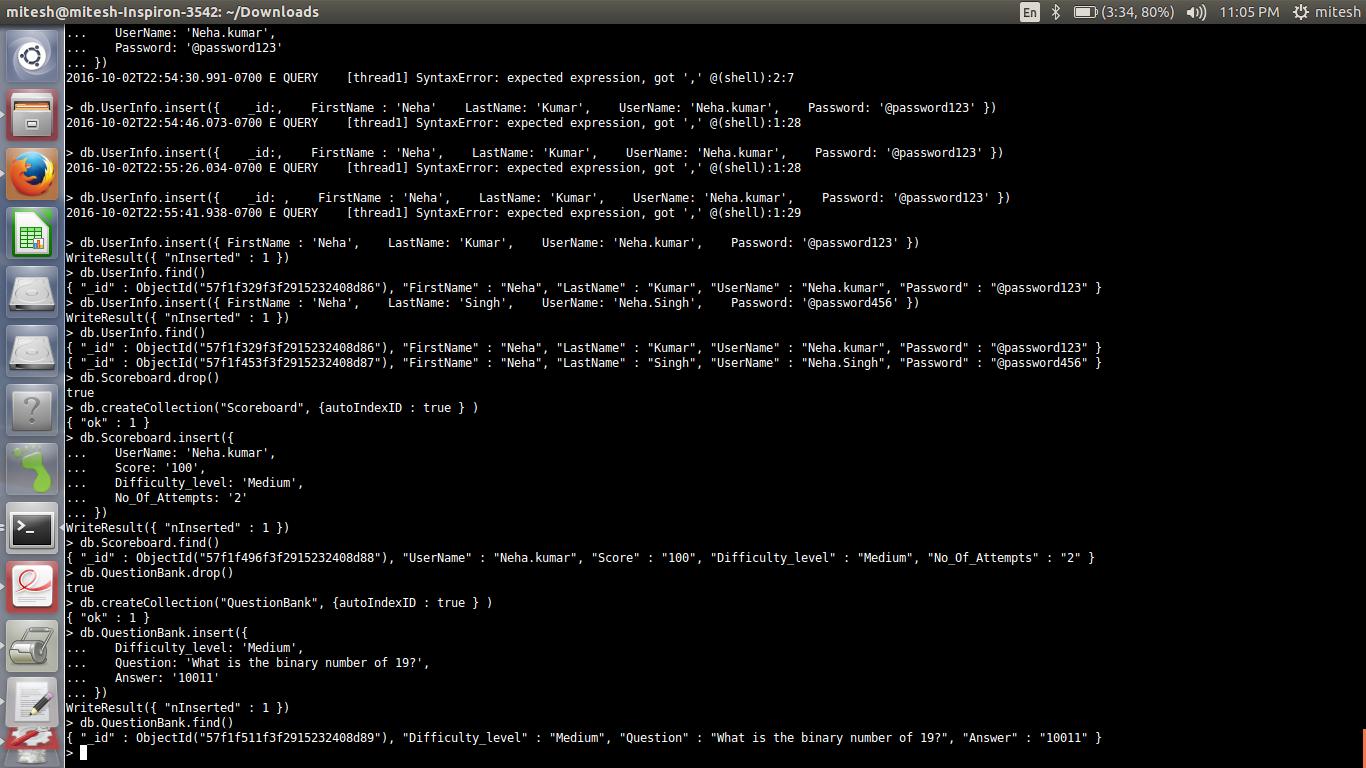 mitesh@mitesh-Inspiron-3542: ~/Downloads
En (3:34, 80%) 11:05 PM mitesh
...    UserName: 'Neha.kumar',
...    Password: '@password123'
... })
2016-10-02T22:54:30.991-0700 E QUERY    [thread1] SyntaxError: expected expression, got ',' @(shell):2:7
> db.UserInfo.insert({    _id:,    FirstName : 'Neha'    LastName: 'Kumar',    UserName: 'Neha.kumar',    Password: '@password123' })
2016-10-02T22:54:46.073-0700 E QUERY    [thread1] SyntaxError: expected expression, got ',' @(shell):1:28
> db.UserInfo.insert({    _id:,    FirstName : 'Neha',    LastName: 'Kumar',    UserName: 'Neha.kumar',    Password: '@password123' })
2016-10-02T22:55:26.034-0700 E QUERY    [thread1] SyntaxError: expected expression, got ',' @(shell):1:28
> db.UserInfo.insert({    _id: ,    FirstName : 'Neha',    LastName: 'Kumar',    UserName: 'Neha.kumar',    Password: '@password123' })
2016-10-02T22:55:41.938-0700 E QUERY    [thread1] SyntaxError: expected expression, got ',' @(shell):1:29
> db.UserInfo.insert({ FirstName : 'Neha',    LastName: 'Kumar',    UserName: 'Neha.kumar',    Password: '@password123' })
WriteResult({ "nInserted" : 1 })
> db.UserInfo.find()
{ "_id" : ObjectId("57f1f329f3f2915232408d86"), "FirstName" : "Neha", "LastName" : "Kumar", "UserName" : "Neha.kumar", "Password" : "@password123" }
> db.UserInfo.insert({ FirstName : 'Neha',    LastName: 'Singh',    UserName: 'Neha.Singh',    Password: '@password456' })
WriteResult({ "nInserted" : 1 })
> db.UserInfo.find()
{ "_id" : ObjectId("57f1f329f3f2915232408d86"), "FirstName" : "Neha", "LastName" : "Kumar", "UserName" : "Neha.kumar", "Password" : "@password123" }
{ "_id" : ObjectId("57f1f453f3f2915232408d87"), "FirstName" : "Neha", "LastName" : "Singh", "UserName" : "Neha.Singh", "Password" : "@password456" }
> db.Scoreboard.drop()
true
> db.createCollection("Scoreboard", {autoIndexID : true } )
{ "ok" : 1 }
> db.Scoreboard.insert({
...    UserName: 'Neha.kumar',
...    Score: '100',
...    Difficulty_level: 'Medium',
...    No_Of_Attempts: '2'
... })
WriteResult({ "nInserted" : 1 })
> db.Scoreboard.find()
{ "_id" : ObjectId("57f1f496f3f2915232408d88"), "UserName" : "Neha.kumar", "Score" : "100", "Difficulty_level" : "Medium", "No_Of_Attempts" : "2" }
> db.QuestionBank.drop()
true
> db.createCollection("QuestionBank", {autoIndexID : true } )
{ "ok" : 1 }
> db.QuestionBank.insert({
...    Difficulty_level: 'Medium',
...    Question: 'What is the binary number of 19?',
...    Answer: '10011'
... })
WriteResult({ "nInserted" : 1 })
> db.QuestionBank.find()
{ "_id" : ObjectId("57f1f511f3f2915232408d89"), "Difficulty_level" : "Medium", "Question" : "What is the binary number of 19?", "Answer" : "10011" }
>